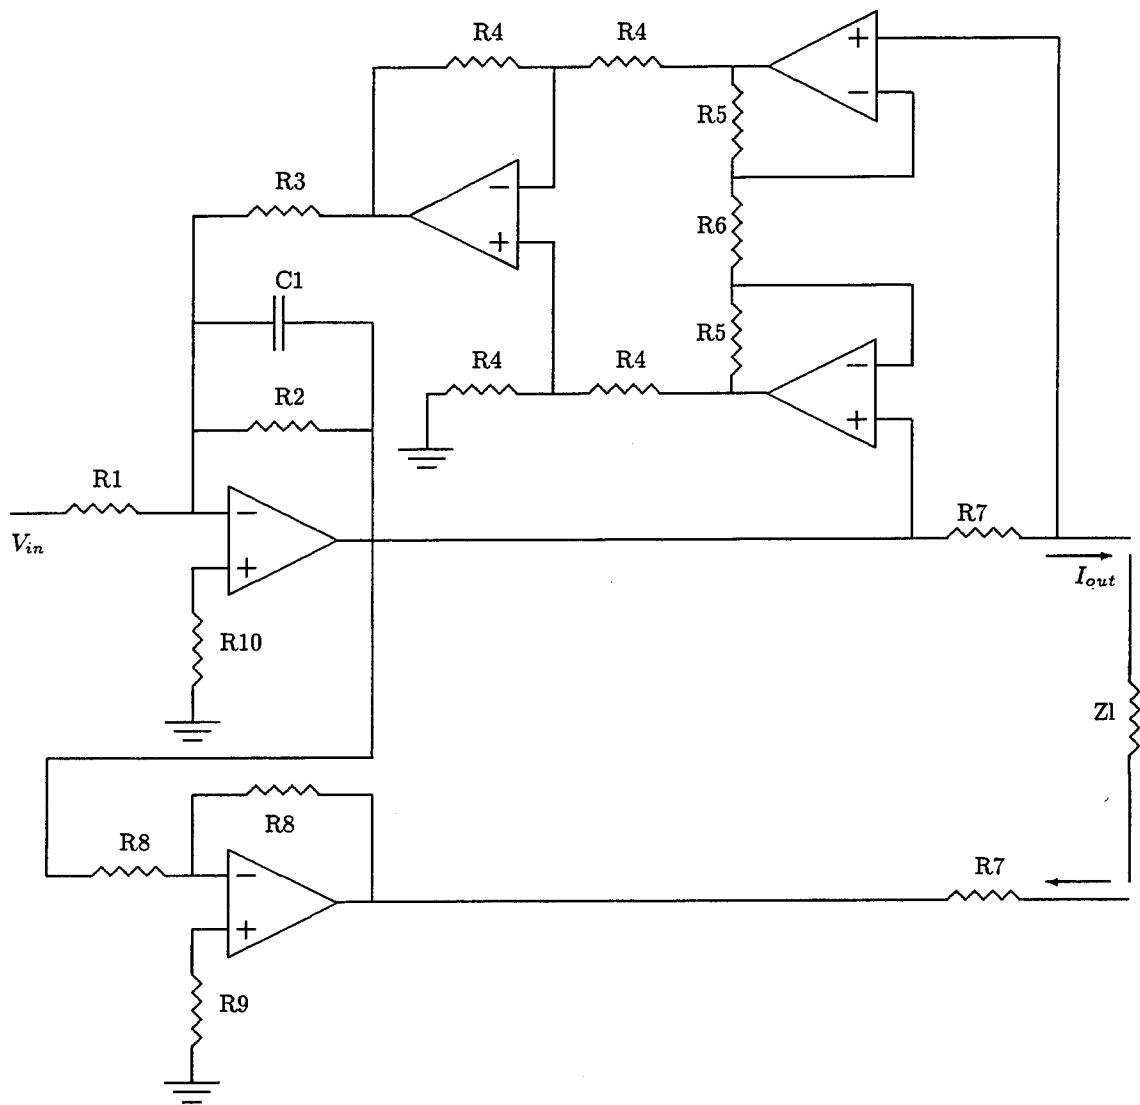 R4
R4
+
−
R5
R3
−
+
R6
C1
R5
−
+
R4
R4
R2
R1
R7
V_in
−
+
I_out
R10
Zl
R8
R8
R7
−
+
R9